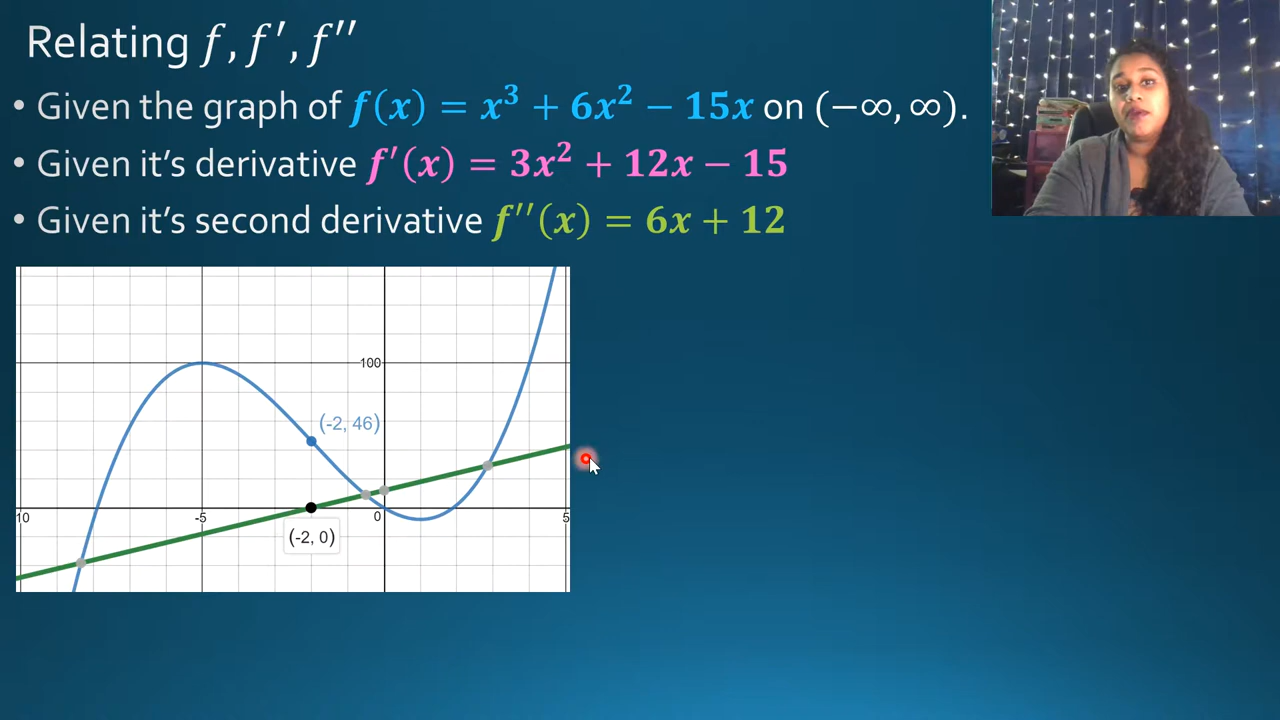 Relating f, f′, f′′
• Given the graph of f(x) = x³ + 6x² − 15x on (−∞, ∞).
• Given it's derivative f′(x) = 3x² + 12x − 15
• Given it's second derivative f′′(x) = 6x + 12
100
(-2, 46)
10 -5 0 5
(-2, 0)